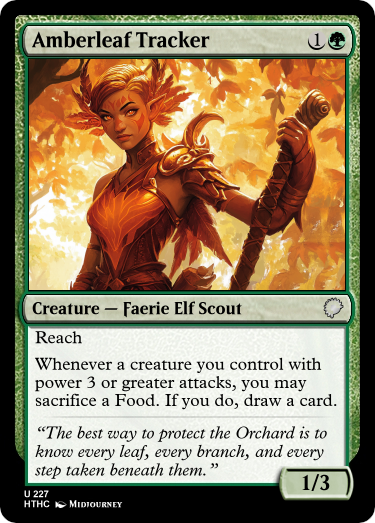 Amberleaf Tracker 1
Creature — Faerie Elf Scout
Reach
Whenever a creature you control with
power 3 or greater attacks, you may
sacrifice a Food. If you do, draw a card.
“The best way to protect the Orchard is to
know every leaf, every branch, and every
step taken beneath them.”
1/3
U 227
HTHC Midjourney